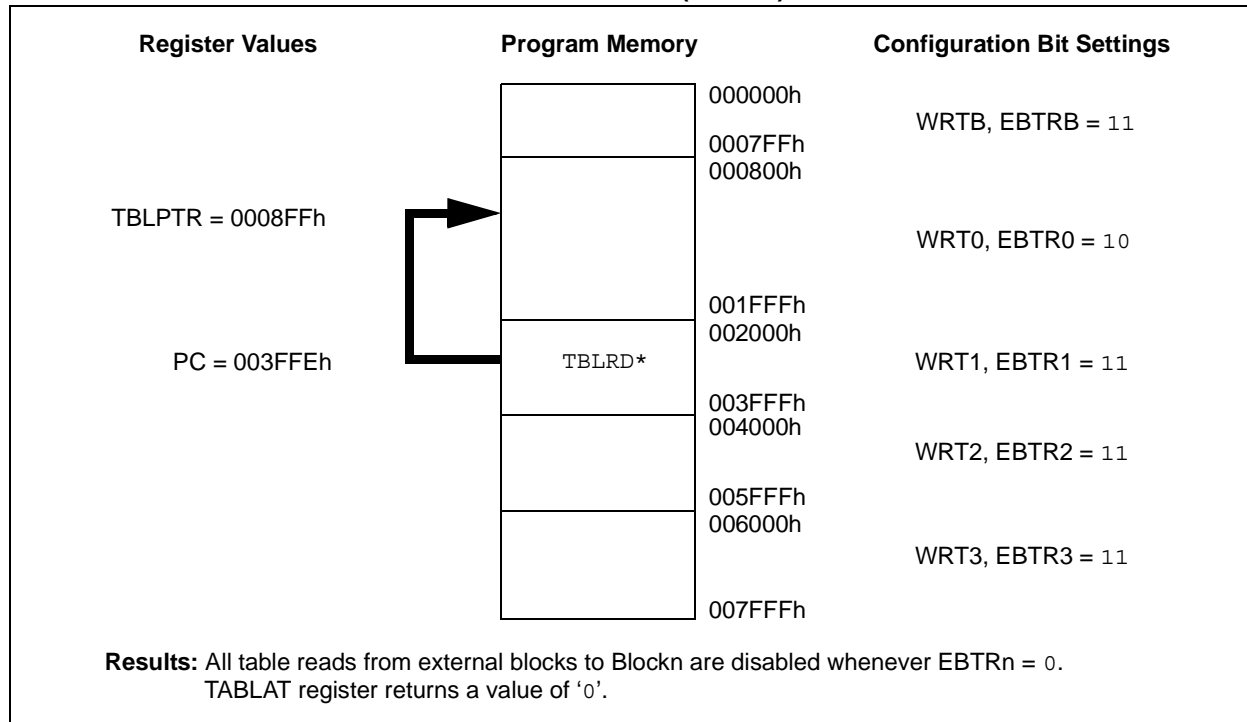 Register Values Program Memory Configuration Bit Settings
000000h
WRTB, EBTRB = 11
0007FFh
000800h
TBLPTR = 0008FFh
WRT0, EBTR0 = 10
001FFFh
002000h
PC = 003FFEh TBLRD* WRT1, EBTR1 = 11
003FFFh
004000h
WRT2, EBTR2 = 11
005FFFh
006000h
WRT3, EBTR3 = 11
007FFFh
Results: All table reads from external blocks to Blockn are disabled whenever EBTRn = 0.
TABLAT register returns a value of ‘0’.